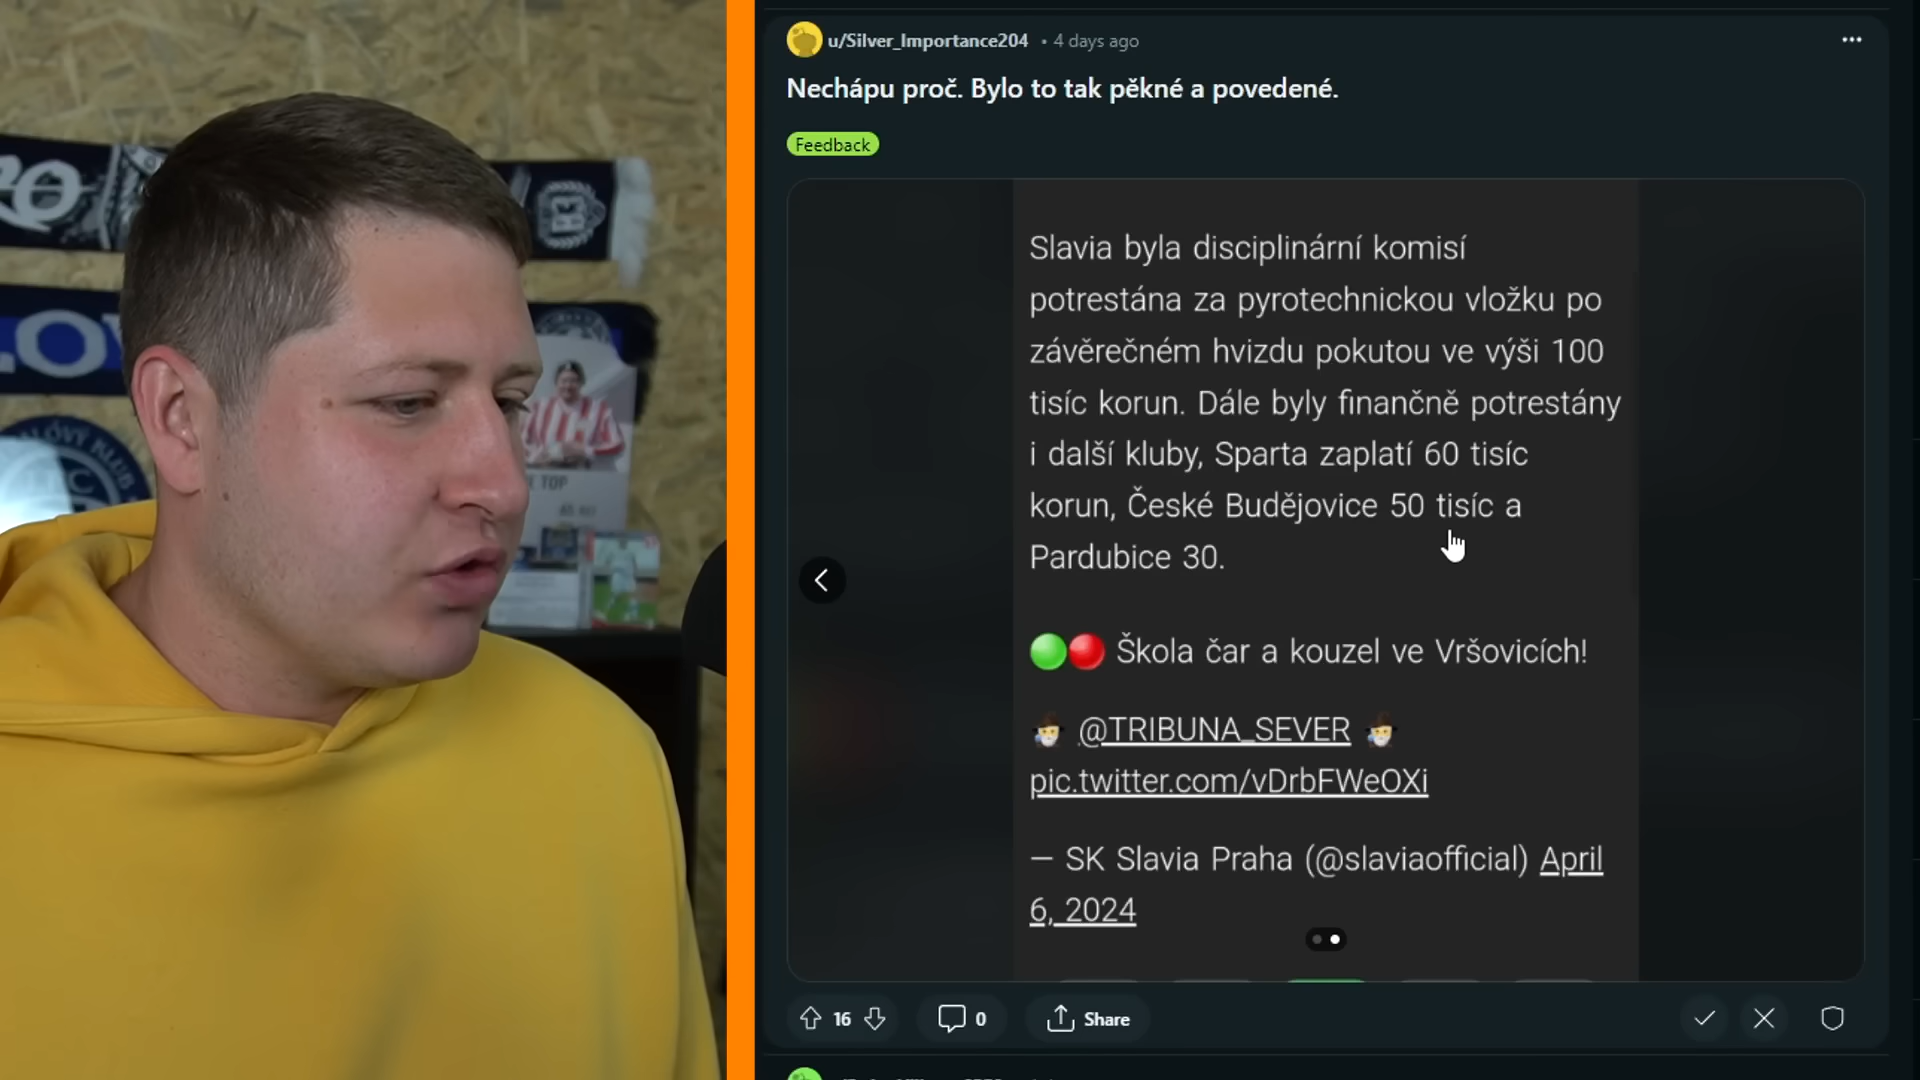 u/Silver_Importance204 • 4 days ago
Nechápu proč. Bylo to tak pěkné a povedené.
Feedback
Slavia byla disciplinární komisí
potrestána za pyrotechnickou vložku po
závěrečném hvizdu pokutou ve výši 100
tisíc korun. Dále byly finančně potrestány
i další kluby, Sparta zaplatí 60 tisíc
korun, České Budějovice 50 tisíc a
Pardubice 30.
🟢🔴 Škola čar a kouzel ve Vršovicích!
@TRIBUNA_SEVER
pic.twitter.com/vDrbFWeOXi
— SK Slavia Praha (@slaviaofficial) April
6, 2024
16
0
Share